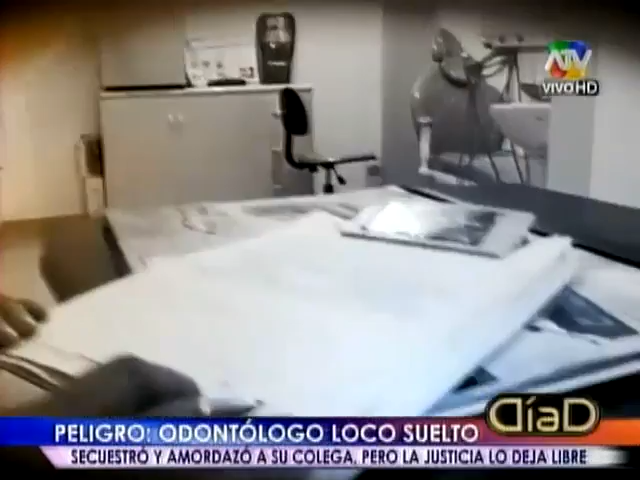 ATV
VIVO HD
DíaD
PELIGRO: ODONTÓLOGO LOCO SUELTO
SECUESTRÓ Y AMORDAZÓ A SU COLEGA, PERO LA JUSTICIA LO DEJA LIBRE